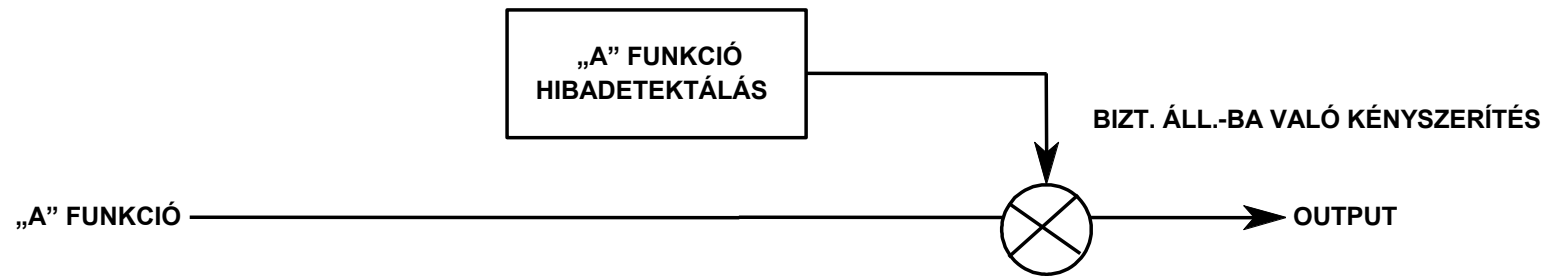 „A” FUNKCIÓ
HIBADETEKTÁLÁS
BIZT. ÁLL.-BA VALÓ KÉNYSZERÍTÉS
„A” FUNKCIÓ
OUTPUT